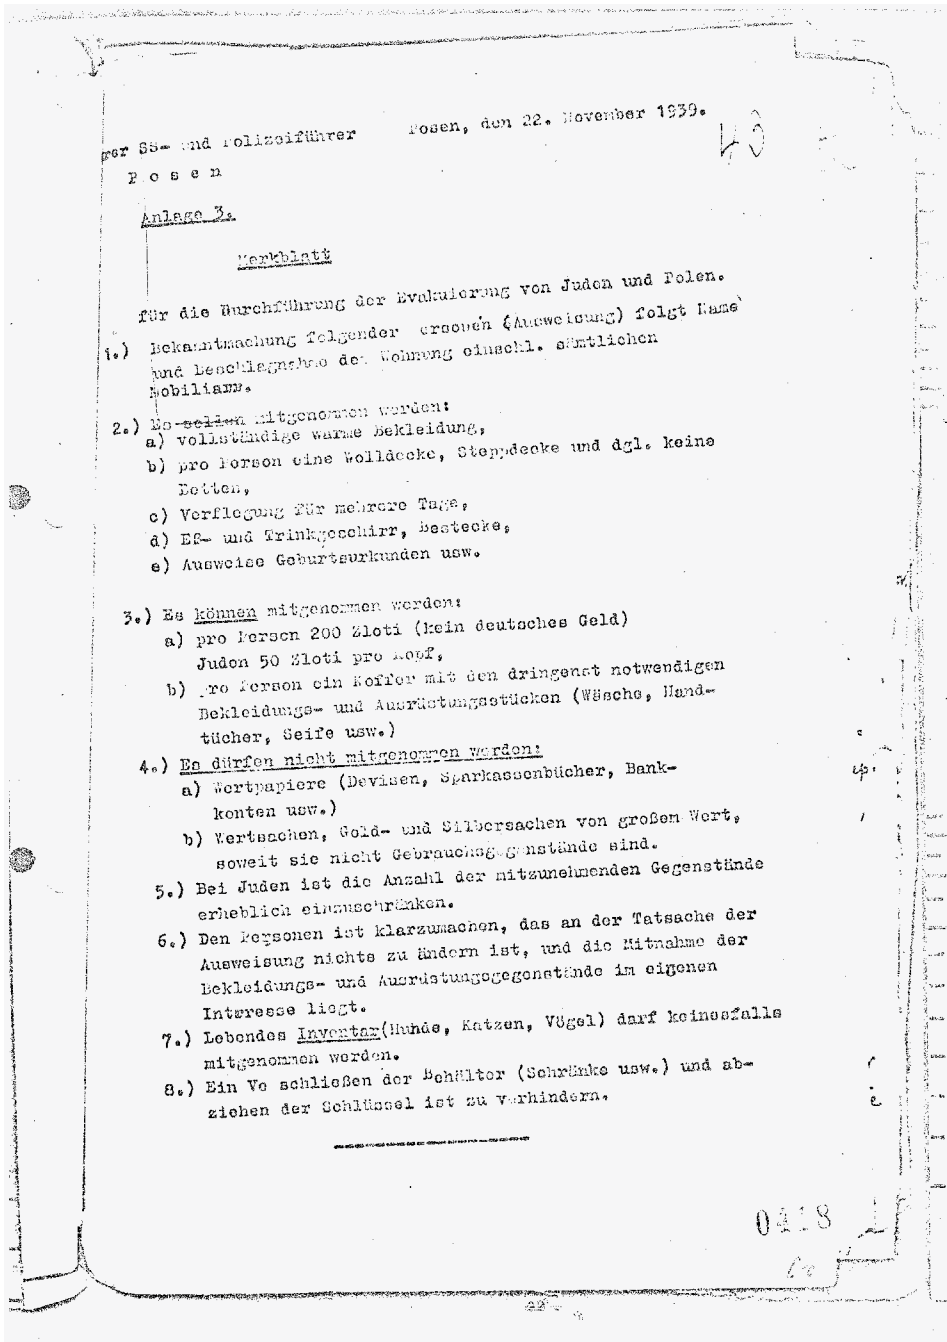 SS- und Polizeiführer Posen, den 22. November 1939.
P o s e n
Anlage 3.
Merkblatt
für die Durchführung der Evakuierung von Juden und Polen.
1.) Bekanntmachung folgender Personen (Ausweisung) folgt Name
und Beschlagnahme der Wohnung einschl. sämtlichen
Mobiliars.
2.) Es sollen mitgenommen werden:
a) vollständige warme Bekleidung,
b) pro Person eine Wolldecke, Steppdecke und dgl. keine
Betten,
c) Verflegung für mehrere Tage,
d) Eß- und Trinkgeschirr, Bestecke,
e) Ausweise Geburtsurkunden usw.
3.) Es können mitgenommen werden:
a) pro Person 200 Zloti (kein deutsches Geld)
Juden 50 Zloti pro Kopf,
b) pro Person ein Koffer mit den dringenst notwendigen
Bekleidungs- und Ausrüstungsstücken (Wäsche, Hand-
tücher, Seife usw.)
4.) Es dürfen nicht mitgenommen werden:
a) Wertpapiere (Devisen, Sparkassenbücher, Bank-
konten usw.)
b) Wertsachen, Gold- und Silbersachen von großem Wert,
soweit sie nicht Gebrauchsgegenstände sind.
5.) Bei Juden ist die Anzahl der mitzunehmenden Gegenstände
erheblich einzuschränken.
6.) Den Personen ist klarzumachen, das an der Tatsache der
Ausweisung nichts zu ändern ist, und die Mitnahme der
Bekleidungs- und Ausrüstungsgegenstände im eigenen
Interesse liegt.
7.) Lebendes Inventar(Hunde, Katzen, Vögel) darf keinesfalls
mitgenommen werden.
8.) Ein Verschließen der Behälter (Schränke usw.) und ab-
ziehen der Schlüssel ist zu verhindern.
0418
22